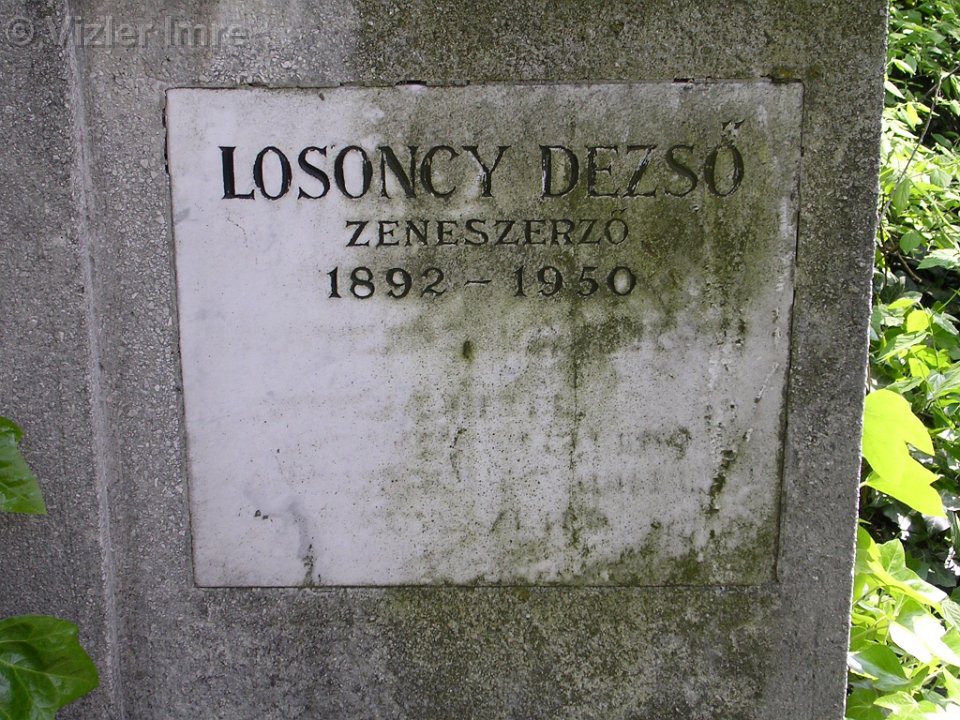 © Vizler Imre
LOSONCY DEZSŐ
ZENESZERZŐ
1892 - 1950